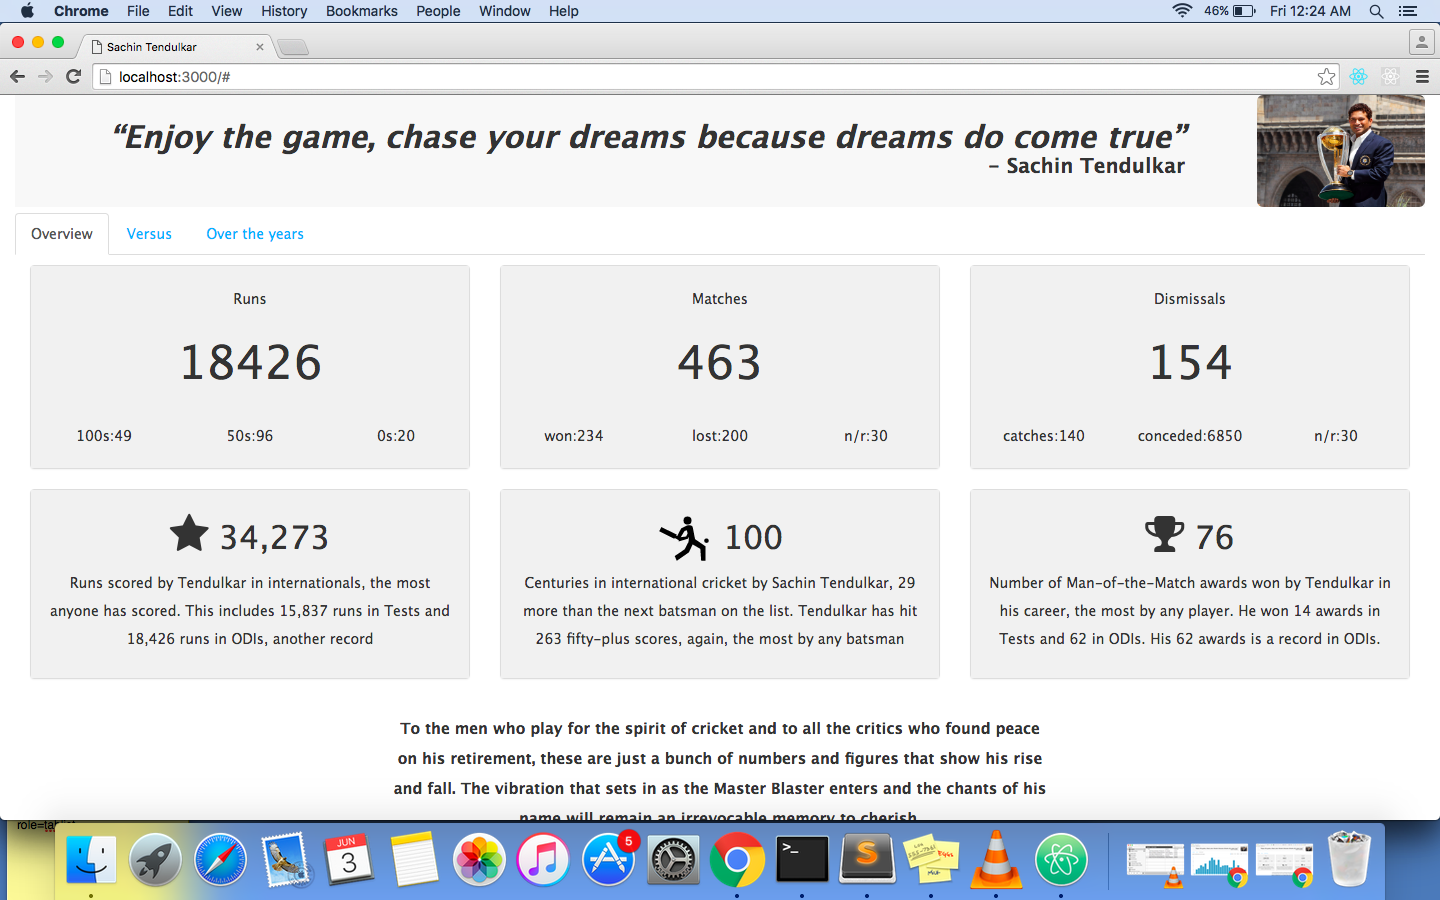 Chrome File Edit View History Bookmarks People Window Help 46% Fri 12:24 AM
Sachin Tendulkar
localhost:3000/#
“Enjoy the game, chase your dreams because dreams do come true”
– Sachin Tendulkar
Overview Versus Over the years
Runs
18426
100s:49 50s:96 0s:20
Matches
463
won:234 lost:200 n/r:30
Dismissals
154
catches:140 conceded:6850 n/r:30
34,273
Runs scored by Tendulkar in internationals, the most
anyone has scored. This includes 15,837 runs in Tests and
18,426 runs in ODIs, another record
100
Centuries in international cricket by Sachin Tendulkar, 29
more than the next batsman on the list. Tendulkar has hit
263 fifty-plus scores, again, the most by any batsman
76
Number of Man-of-the-Match awards won by Tendulkar in
his career, the most by any player. He won 14 awards in
Tests and 62 in ODIs. His 62 awards is a record in ODIs.
To the men who play for the spirit of cricket and to all the critics who found peace
on his retirement, these are just a bunch of numbers and figures that show his rise
and fall. The vibration that sets in as the Master Blaster enters and the chants of his
name will remain an irrevocable memory to cherish
JUN
3
5
>_
S
Eggs
Milk